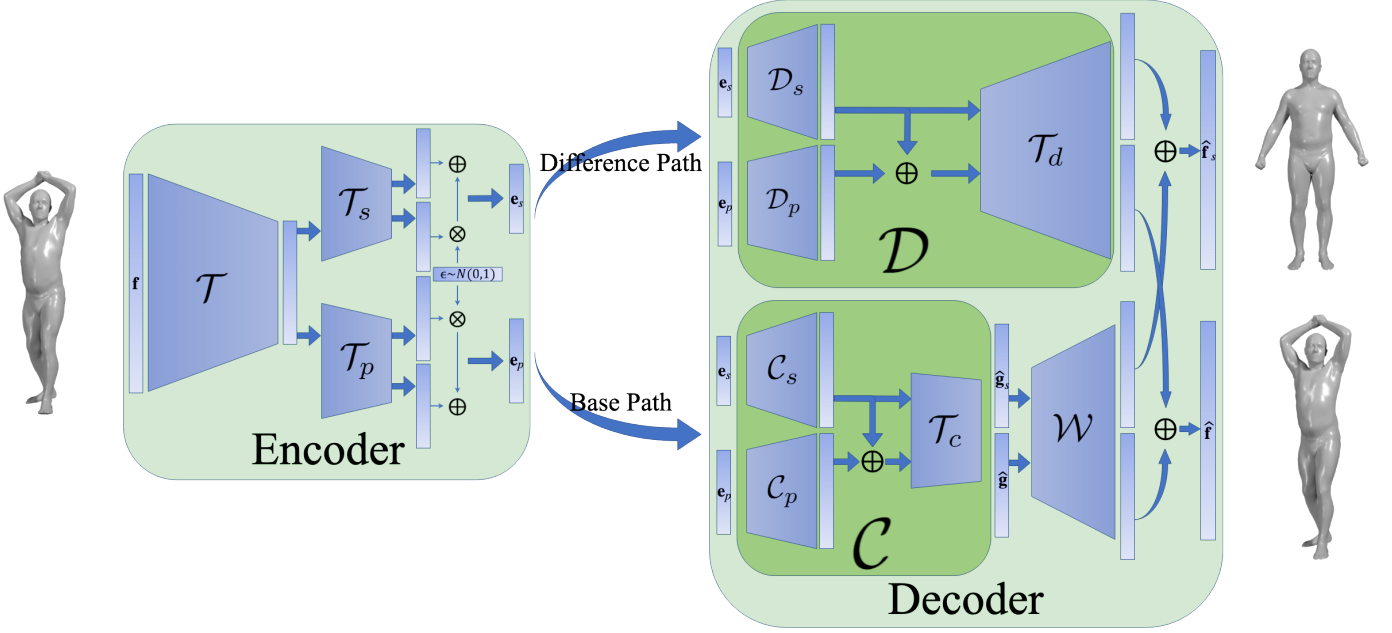 f
𝒯
𝒯s
𝒯p
⊕
⊗
ϵ~N(0,1)
⊗
⊕
es
ep
Encoder
Difference Path
Base Path
es
ep
𝒟s
𝒟p
⊕
𝒯d
𝒟
es
ep
𝒞s
𝒞p
⊕
𝒯c
𝒞
ĝs
ĝ
𝒲
⊕
f̂s
⊕
f̂
Decoder